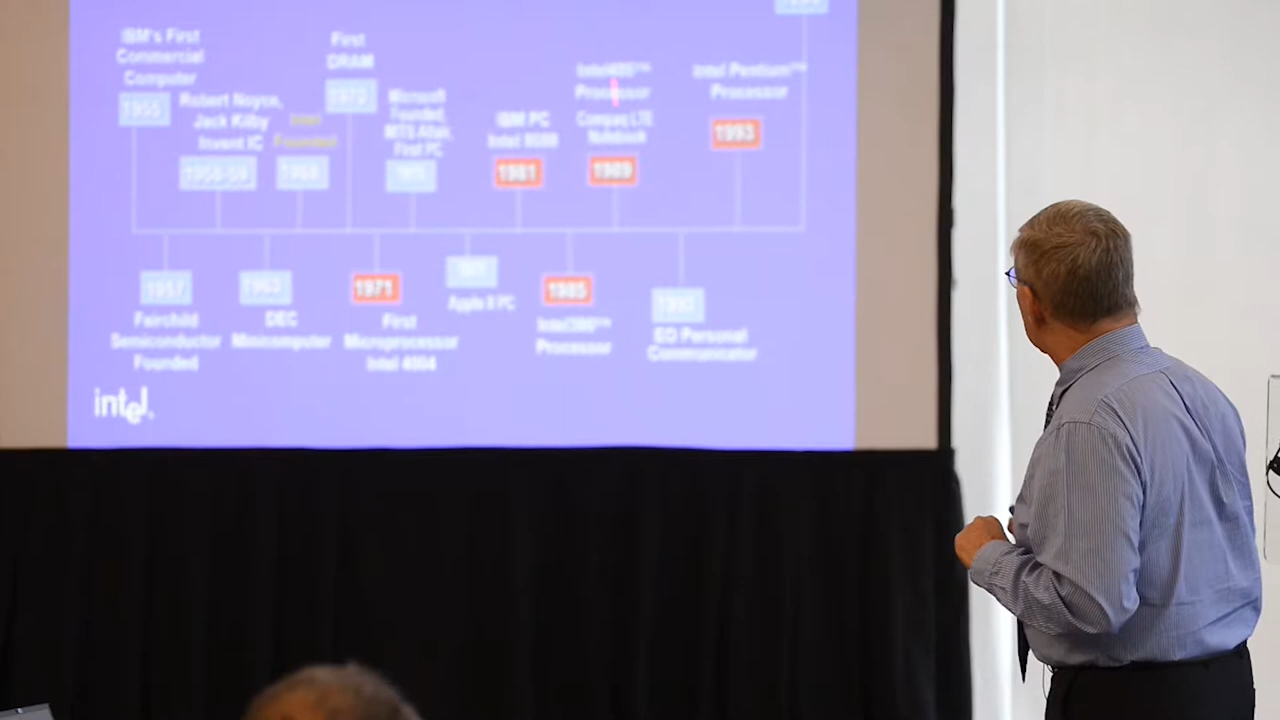 IBM's First
Commercial
Computer
1955
Robert Noyce,
Jack Kilby
Invent IC
1958-59
Intel
Founded
1968
First
DRAM
1970
Microsoft
Founded,
MITS Altair,
First PC
IBM PC
Intel 8088
1981
Intel486™
Processor
Compaq LTE
Notebook
1989
Intel Pentium™
Processor
1993
1957
Fairchild
Semiconductor
Founded
1963
DEC
Minicomputer
1971
First
Microprocessor
Intel 4004
Apple II PC
1985
Intel386™
Processor
EO Personal
Communicator
intel®